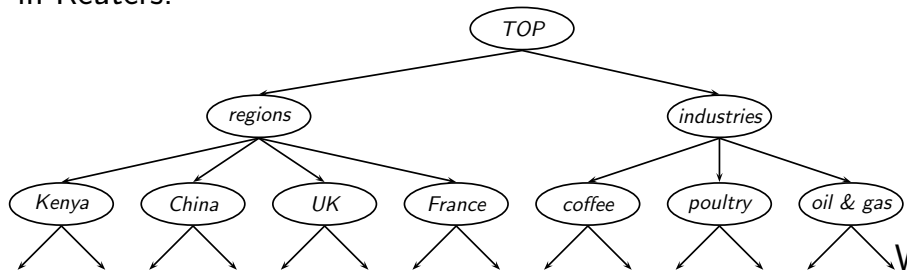 in Reuters.
TOP
regions industries
Kenya China UK France coffee poultry oil & gas